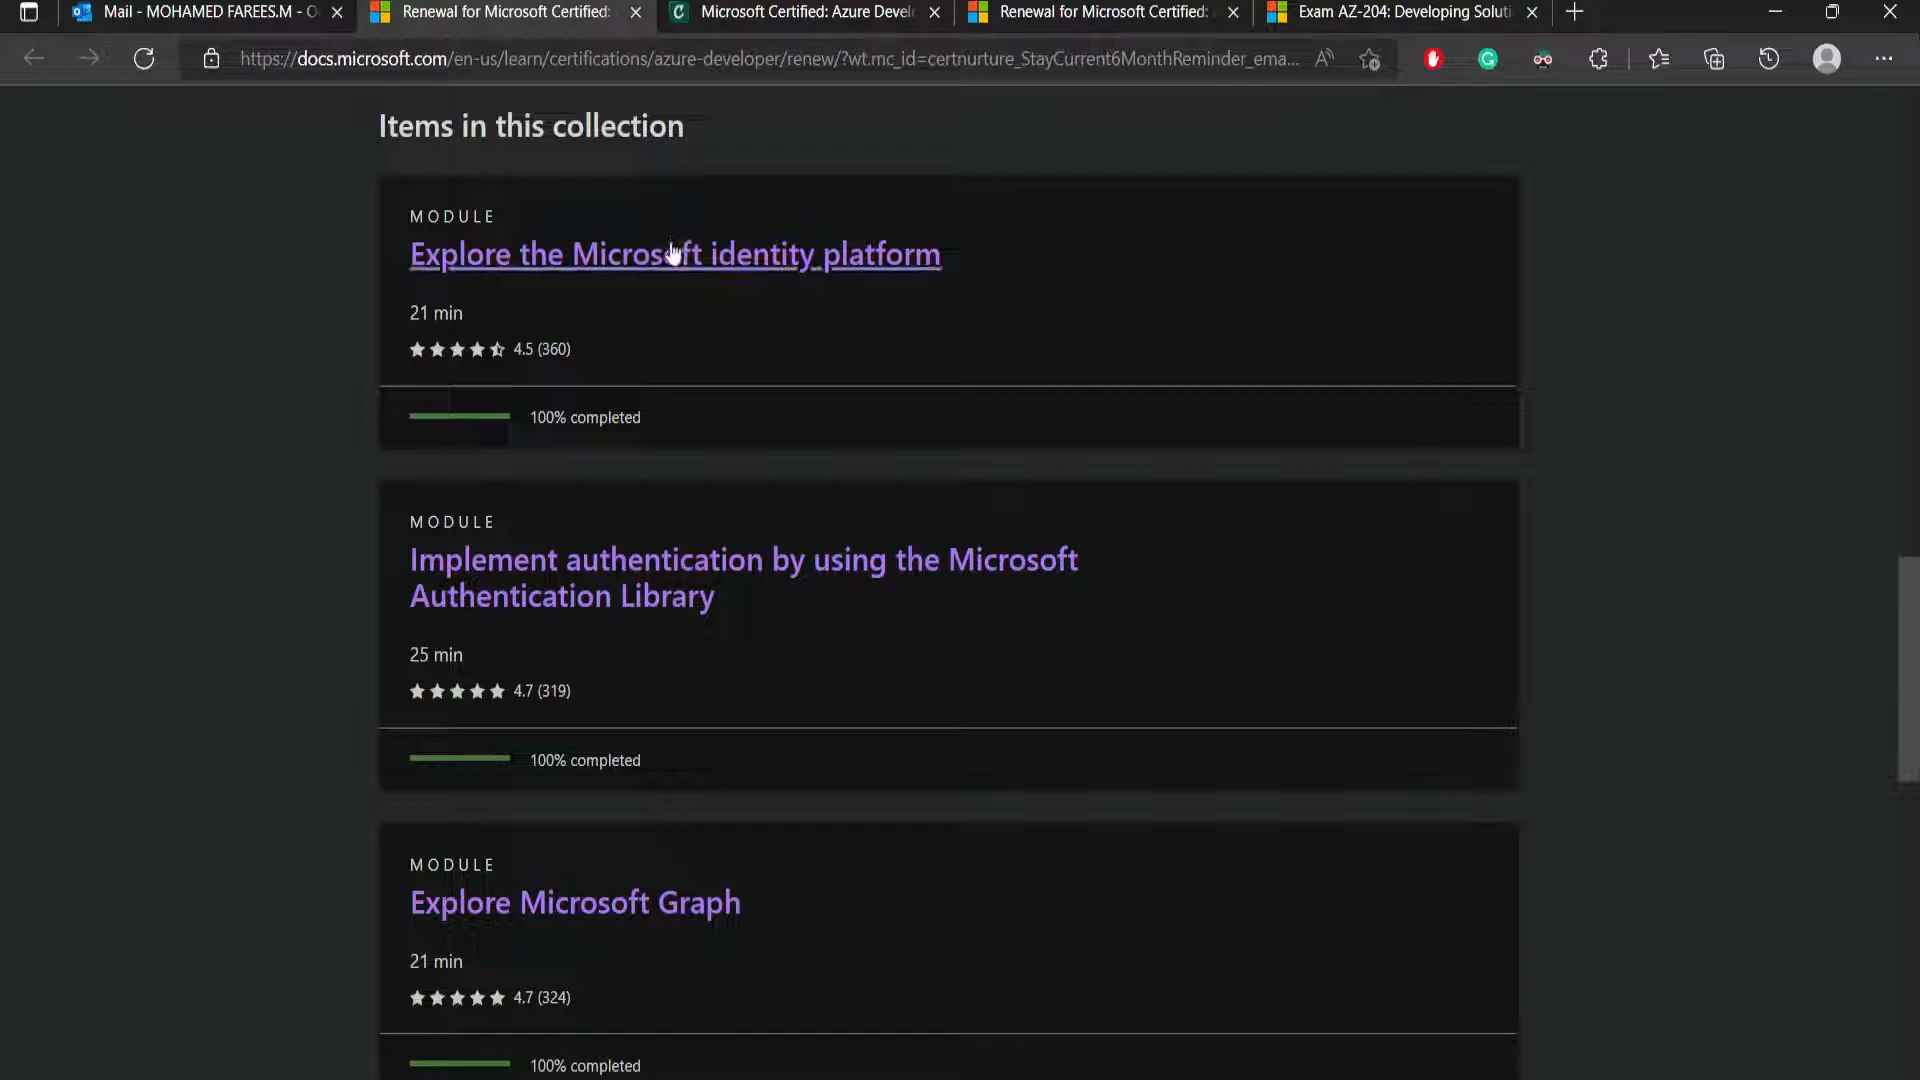 Mail - MOHAMED FAREES.M - O
Renewal for Microsoft Certified:
Microsoft Certified: Azure Devel
Renewal for Microsoft Certified:
Exam AZ-204: Developing Soluti
https://docs.microsoft.com/en-us/learn/certifications/azure-developer/renew/?wt.mc_id=certnurture_StayCurrent6MonthReminder_ema...
Items in this collection
MODULE
Explore the Microsoft identity platform
21 min
4.5 (360)
100% completed
MODULE
Implement authentication by using the Microsoft
Authentication Library
25 min
4.7 (319)
100% completed
MODULE
Explore Microsoft Graph
21 min
4.7 (324)
100% completed